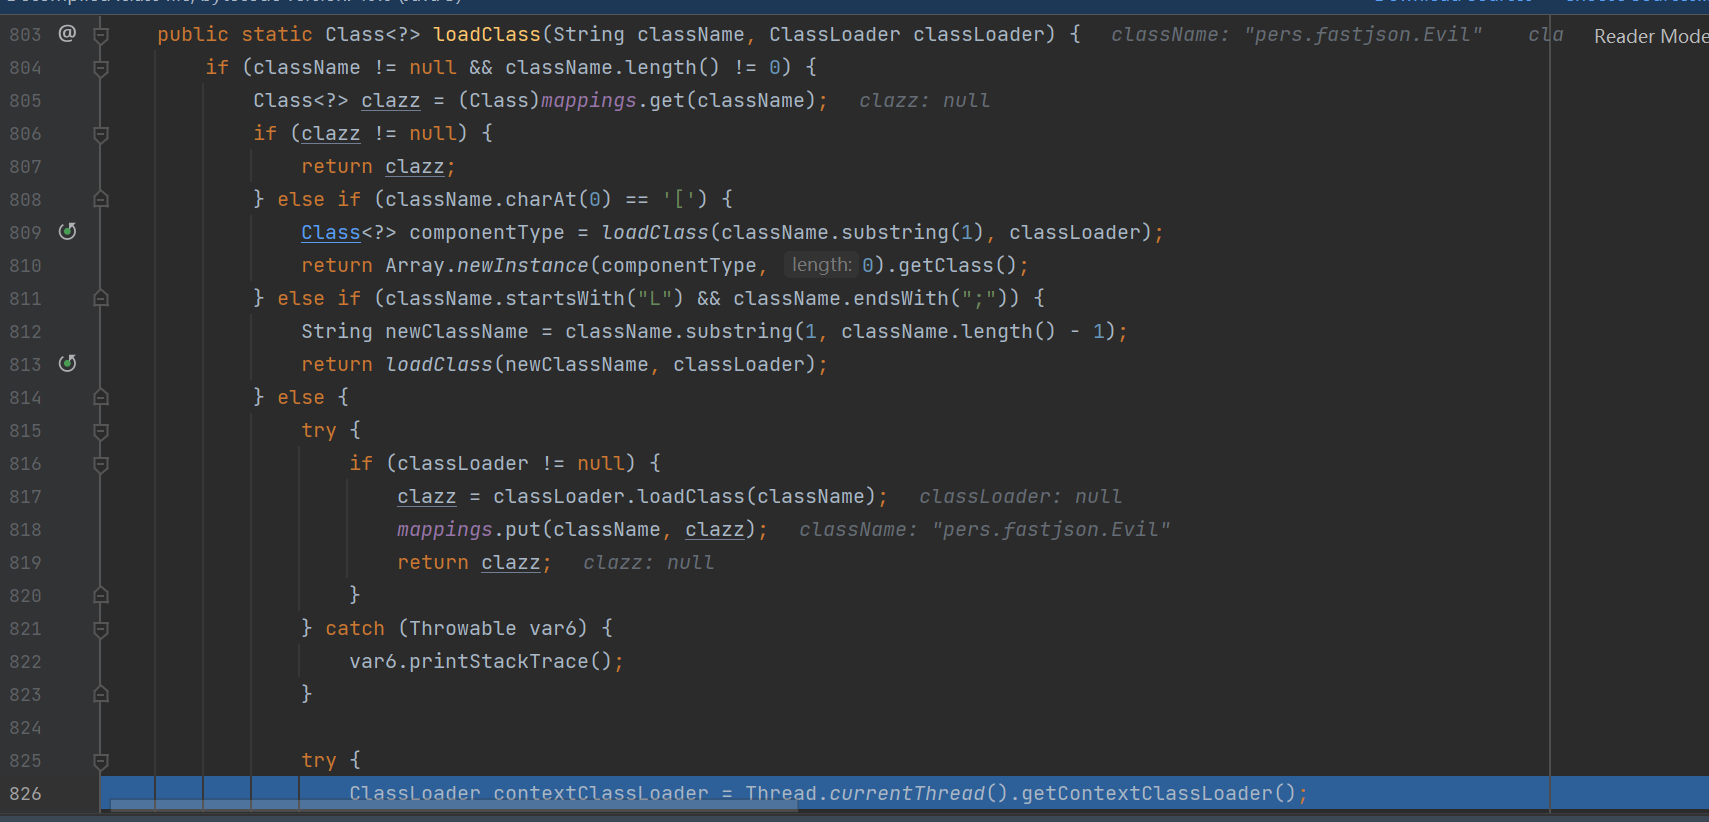 803 @ public static Class<?> loadClass(String className, ClassLoader classLoader) { className: "pers.fastjson.Evil" cla Reader Mode
804 if (className != null && className.length() != 0) {
805 Class<?> clazz = (Class)mappings.get(className); clazz: null
806 if (clazz != null) {
807 return clazz;
808 } else if (className.charAt(0) == '[') {
809 Class<?> componentType = loadClass(className.substring(1), classLoader);
810 return Array.newInstance(componentType, length: 0).getClass();
811 } else if (className.startsWith("L") && className.endsWith(";")) {
812 String newClassName = className.substring(1, className.length() - 1);
813 return loadClass(newClassName, classLoader);
814 } else {
815 try {
816 if (classLoader != null) {
817 clazz = classLoader.loadClass(className); classLoader: null
818 mappings.put(className, clazz); className: "pers.fastjson.Evil"
819 return clazz; clazz: null
820 }
821 } catch (Throwable var6) {
822 var6.printStackTrace();
823 }
824
825 try {
826 ClassLoader contextClassLoader = Thread.currentThread().getContextClassLoader();